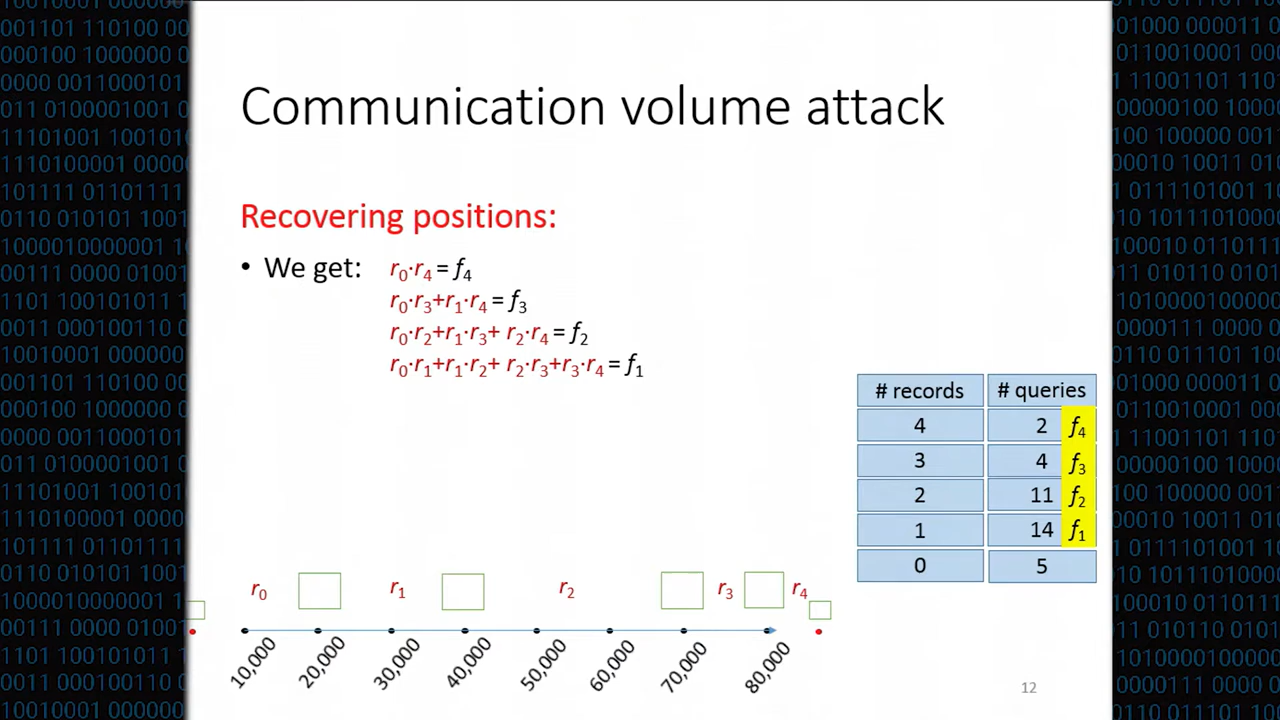 Communication volume attack
Recovering positions:
• We get: r₀·r₄ = f₄
r₀·r₃+r₁·r₄ = f₃
r₀·r₂+r₁·r₃+ r₂·r₄ = f₂
r₀·r₁+r₁·r₂+ r₂·r₃+r₃·r₄ = f₁
# records # queries
4 2 f₄
3 4 f₃
2 11 f₂
1 14 f₁
0 5
r₀ r₁ r₂ r₃ r₄
10,000 20,000 30,000 40,000 50,000 60,000 70,000 80,000
12